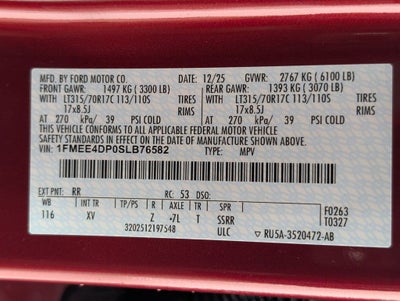 MFD. BY FORD MOTOR CO. 12/25 GVWR: 2767 KG ( 6100 LB)
FRONT GAWR: 1497 KG ( 3300 LB) REAR GAWR: 1393 KG ( 3070 LB)
WITH WITH
LT315/70R17C 113/110S TIRES LT315/70R17C 113/110S TIRES
17x8.5J RIMS 17x8.5J RIMS
AT 270 kPa/ 39 PSI COLD AT 270 kPa/ 39 PSI COLD
THIS VEHICLE CONFORMS TO ALL APPLICABLE FEDERAL MOTOR VEHICLE
SAFETY STANDARDS IN EFFECT ON THE DATE OF MANUFACTURE SHOWN ABOVE.
VIN: 1FMEE4DP0SLB76582
TYPE: MPV
EXT PNT: RR RC: 53 DSO:
WB INT TR TP/PS R AXLE TR SPR
116 XV Z +7L T SSRR
F0263
T0327
3202512197548 ULC ▽ RU5A-3520472-AB